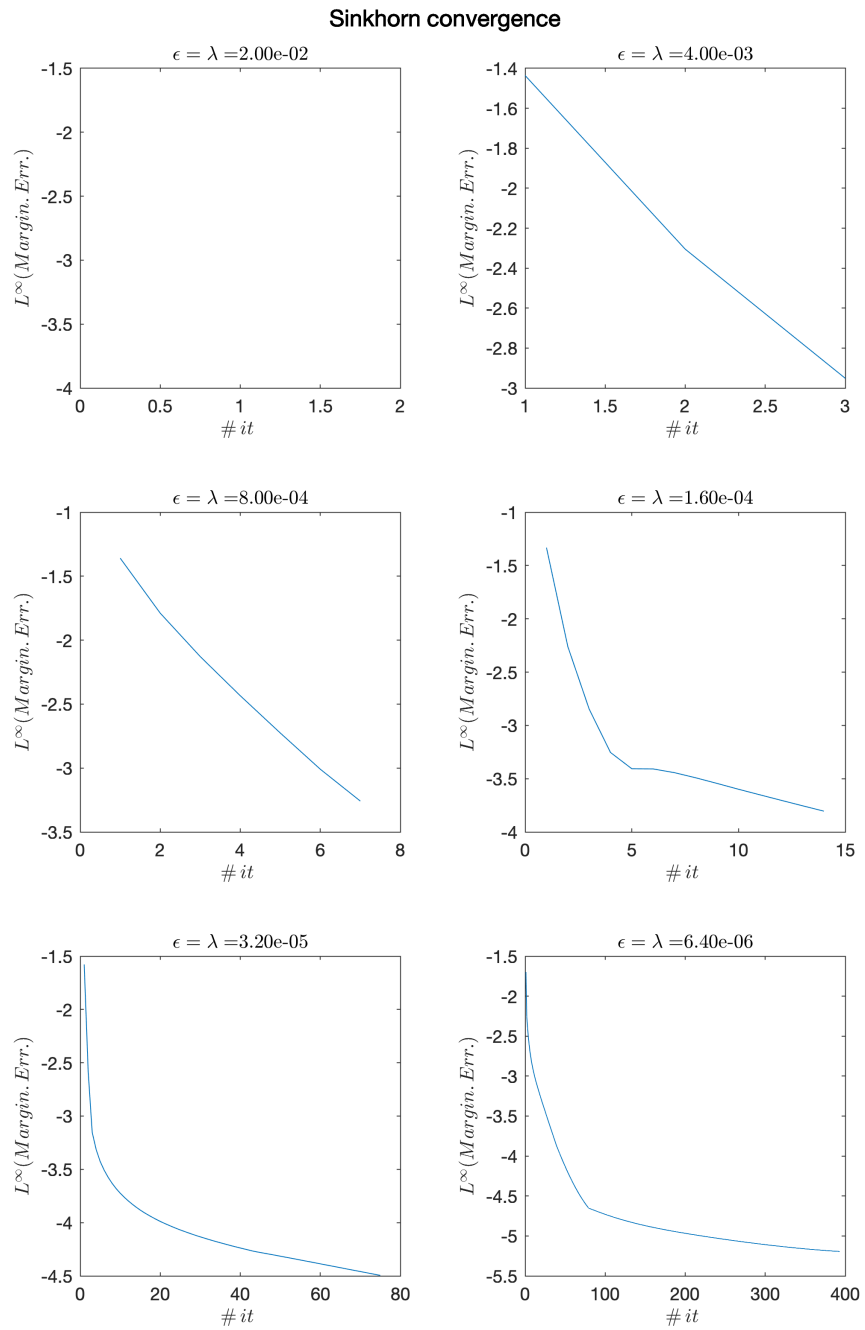 Sinkhorn convergence
ϵ = λ =2.00e-02
-1.5
-2
-2.5
-3
-3.5
-4
0 0.5 1 1.5 2
# it
L∞(Margin. Err.)
ϵ = λ =4.00e-03
-1.4
-1.6
-1.8
-2
-2.2
-2.4
-2.6
-2.8
-3
1 1.5 2 2.5 3
# it
L∞(Margin. Err.)
ϵ = λ =8.00e-04
-1
-1.5
-2
-2.5
-3
-3.5
0 2 4 6 8
# it
L∞(Margin. Err.)
ϵ = λ =1.60e-04
-1
-1.5
-2
-2.5
-3
-3.5
-4
0 5 10 15
# it
L∞(Margin. Err.)
ϵ = λ =3.20e-05
-1.5
-2
-2.5
-3
-3.5
-4
-4.5
0 20 40 60 80
# it
L∞(Margin. Err.)
ϵ = λ =6.40e-06
-1.5
-2
-2.5
-3
-3.5
-4
-4.5
-5
-5.5
0 100 200 300 400
# it
L∞(Margin. Err.)